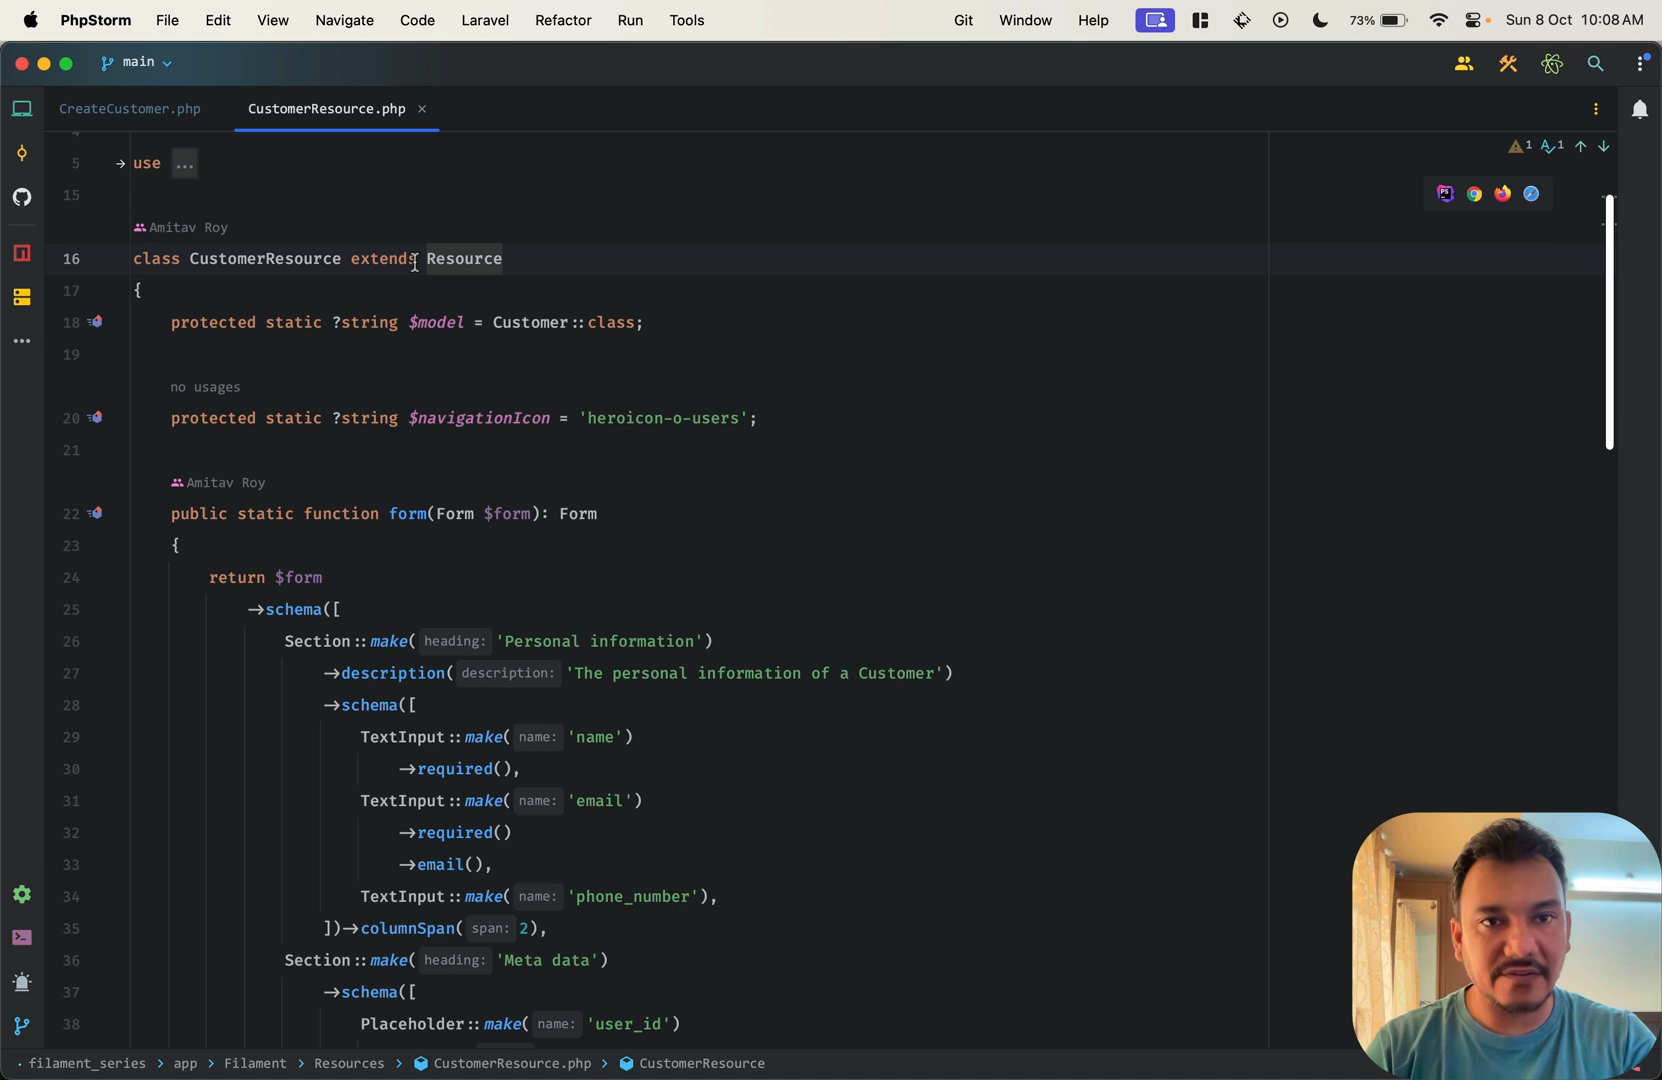 PhpStorm File Edit View Navigate Code Laravel Refactor Run Tools Git Window Help 73% Sun 8 Oct 10:08 AM
main
CreateCustomer.php CustomerResource.php
4
5 use ... 1 1
15
Amitav Roy
16 class CustomerResource extends Resource
17 {
18 protected static ?string $model = Customer::class;
19
no usages
20 protected static ?string $navigationIcon = 'heroicon-o-users';
21
Amitav Roy
22 public static function form(Form $form): Form
23 {
24 return $form
25 ->schema([
26 Section::make( heading: 'Personal information')
27 ->description( description: 'The personal information of a Customer')
28 ->schema([
29 TextInput::make( name: 'name')
30 ->required(),
31 TextInput::make( name: 'email')
32 ->required()
33 ->email(),
34 TextInput::make( name: 'phone_number'),
35 ])->columnSpan( span: 2),
36 Section::make( heading: 'Meta data')
37 ->schema([
38 Placeholder::make( name: 'user_id')
filament_series > app > Filament > Resources > CustomerResource.php > CustomerResource